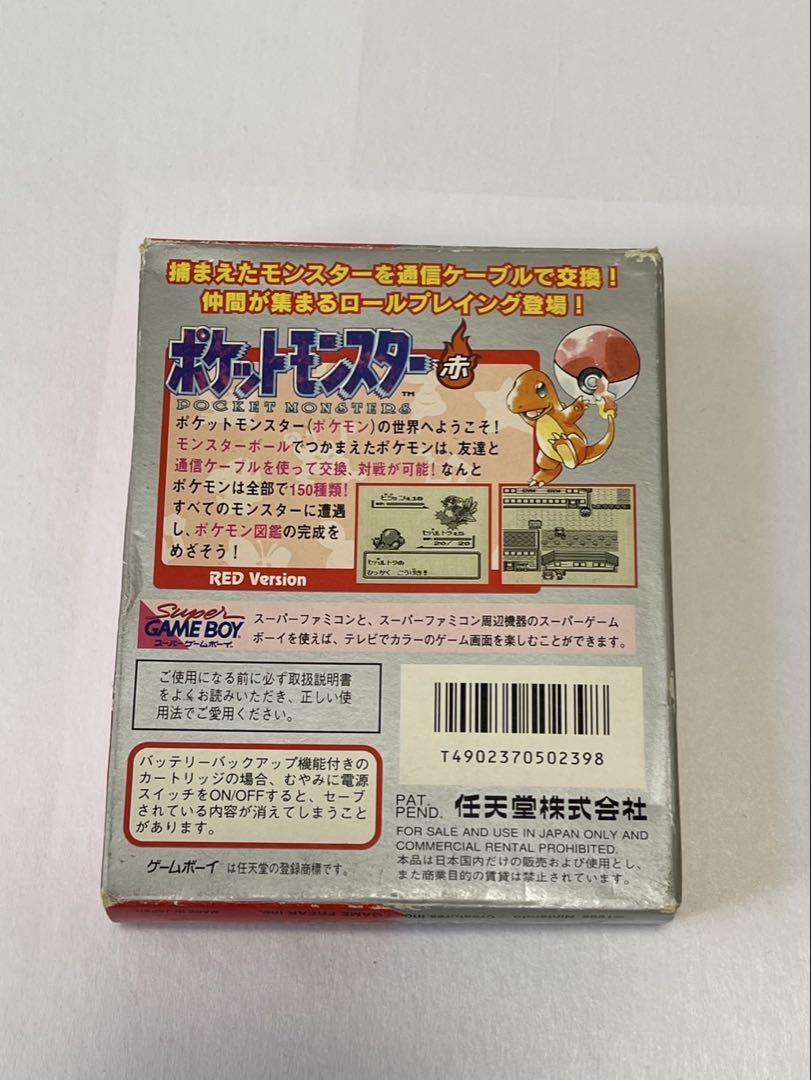 捕まえたモンスターを通信ケーブルで交換！
仲間が集まるロールプレイング登場！
ポケットモンスター 赤
TM
POCKET MONSTERS
ポケットモンスター(ポケモン)の世界へようこそ！
モンスターボールでつかまえたポケモンは、友達と
通信ケーブルを使って交換、対戦が可能！なんと
ポケモンは全部で150種類！
すべてのモンスターに遭遇
し、ポケモン図鑑の完成を
めざそう！
20/ 20
RED Version
Super
GAME BOY
スーパーゲームボーイ
スーパーファミコンと、スーパーファミコン周辺機器のスーパーゲーム
ボーイを使えば、テレビでカラーのゲーム画面を楽しむことができます。
ご使用になる前に必ず取扱説明書
をよくお読みいただき、正しい使
用法でご愛用ください。
T4902370502398
バッテリーバックアップ機能付きの
カートリッジの場合、むやみに電源
スイッチをON/OFFすると、セーブ
されている内容が消えてしまうこと
があります。
PAT.
PEND. 任天堂株式会社
FOR SALE AND USE IN JAPAN ONLY AND
COMMERCIAL RENTAL PROHIBITED.
本品は日本国内だけの販売および使用とし、
また商業目的の賃貸は禁止されています。
ゲームボーイ は任天堂の登録商標です。
MADE IN JAPAN
GAME FREAK inc.
Creatures inc.
Nintendo